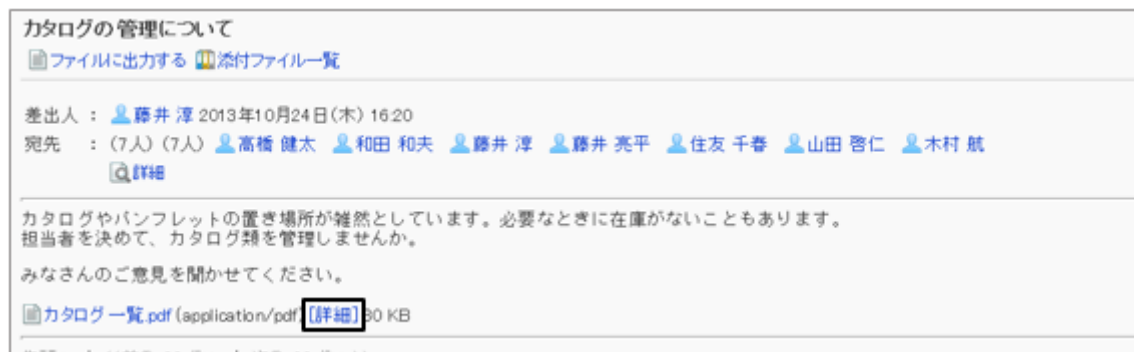 カタログの管理について
ファイルに出力する 添付ファイル一覧
差出人 : 藤井 淳 2013年10月24日(木) 16:20
宛先 : (7人) (7人) 高橋 健太 和田 和夫 藤井 淳 藤井 亮平 住友 千春 山田 啓仁 木村 航
詳細
カタログやパンフレットの置き場所が雑然としています。必要なときに在庫がないこともあります。
担当者を決めて、カタログ類を管理しませんか。
みなさんのご意見を聞かせてください。
カタログ一覧.pdf (application/pdf) [詳細] 30 KB